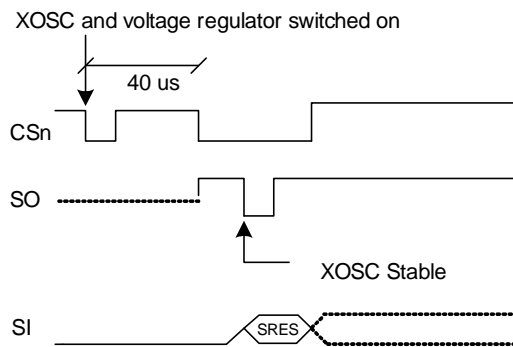 XOSC and voltage regulator switched on
40 us
CSn
SO
XOSC Stable
SI
SRES